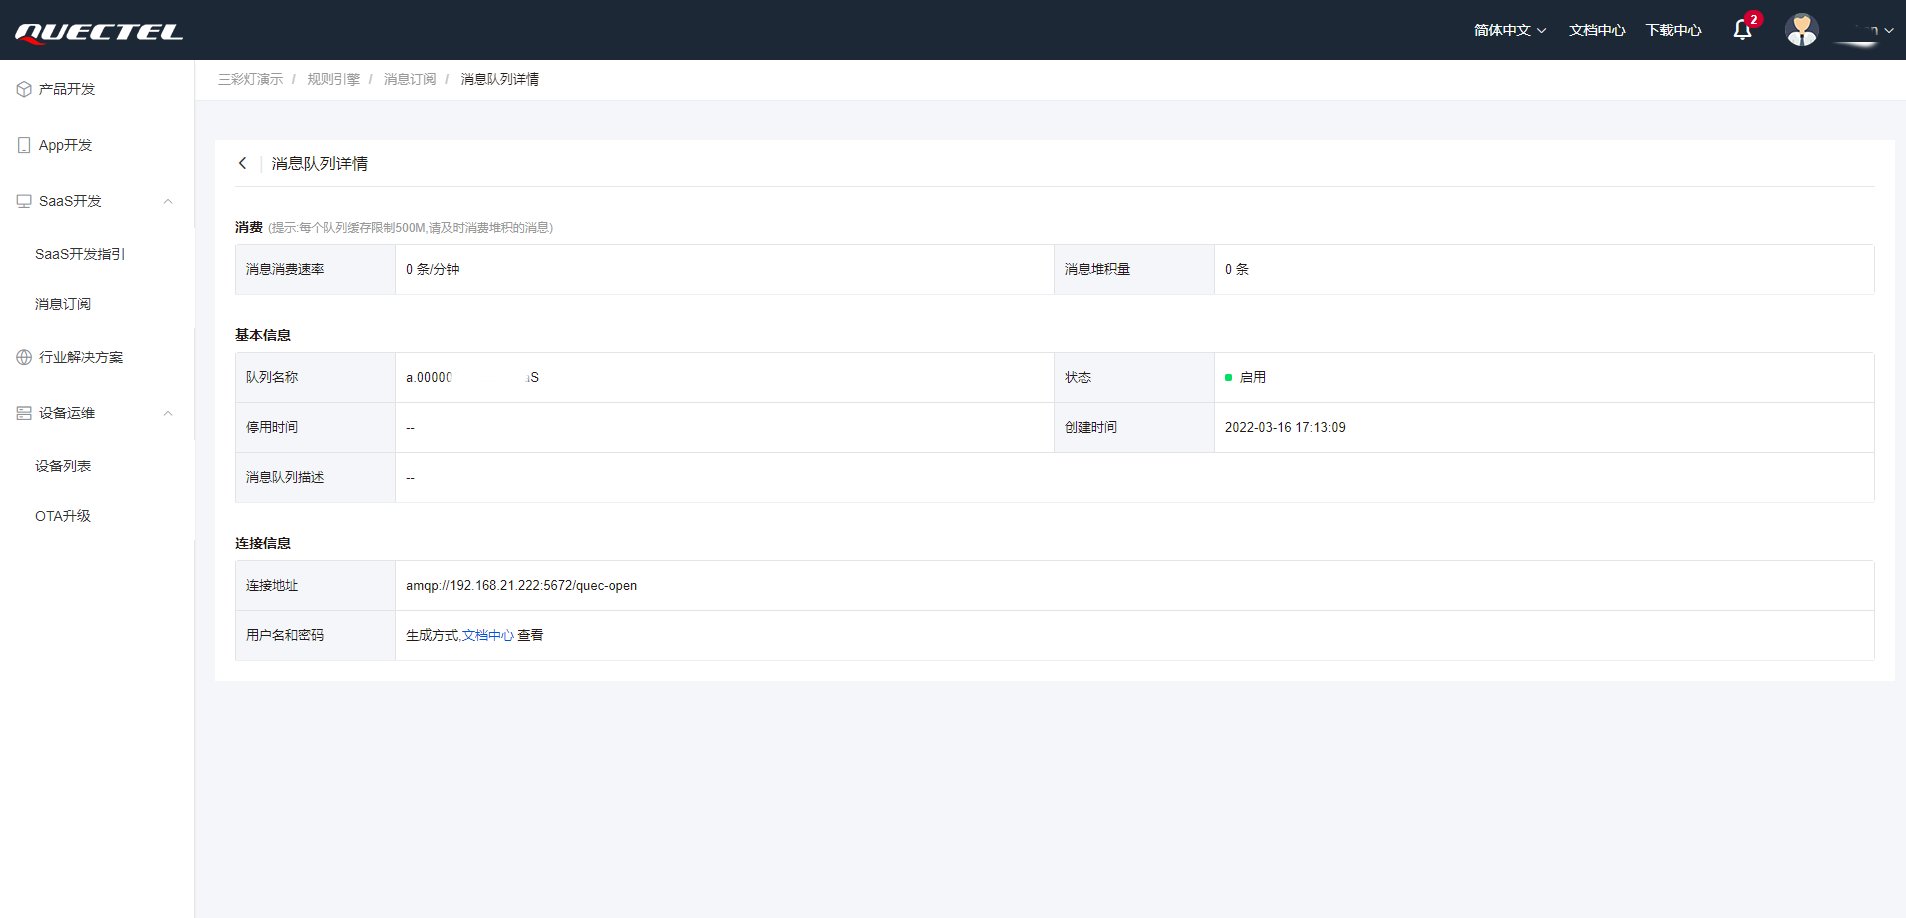 QUECTEL
简体中文
文档中心
下载中心
2
三彩灯演示 / 规则引擎 / 消息订阅 / 消息队列详情
产品开发
App开发
SaaS开发
SaaS开发指引
消息订阅
行业解决方案
设备运维
设备列表
OTA升级
消息队列详情
消费 (提示:每个队列缓存限制500M,请及时消费堆积的消息)
消息消费速率 0 条/分钟 消息堆积量 0 条
基本信息
队列名称 a.00000 S 状态 启用
停用时间 -- 创建时间 2022-03-16 17:13:09
消息队列描述 --
连接信息
连接地址 amqp://192.168.21.222:5672/quec-open
用户名和密码 生成方式,文档中心 查看